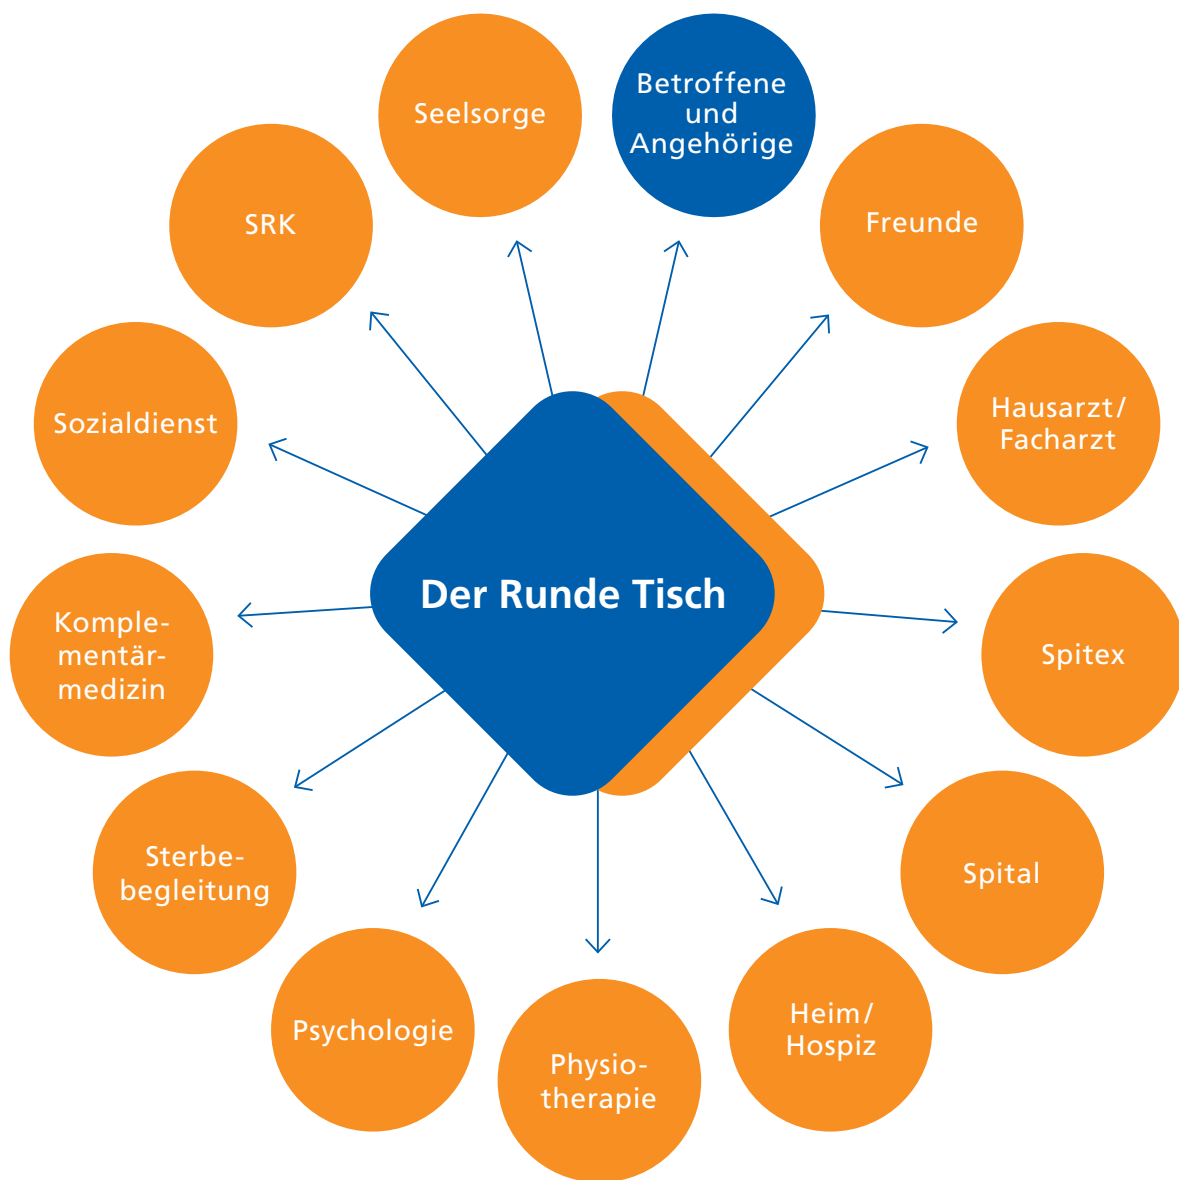 Betroffene
und
Angehörige
Freunde
Hausarzt/
Facharzt
Spitex
Spital
Heim/
Hospiz
Physio-
therapie
Psychologie
Sterbe-
begleitung
Komple-
mentär-
medizin
Sozialdienst
SRK
Seelsorge
Der Runde Tisch